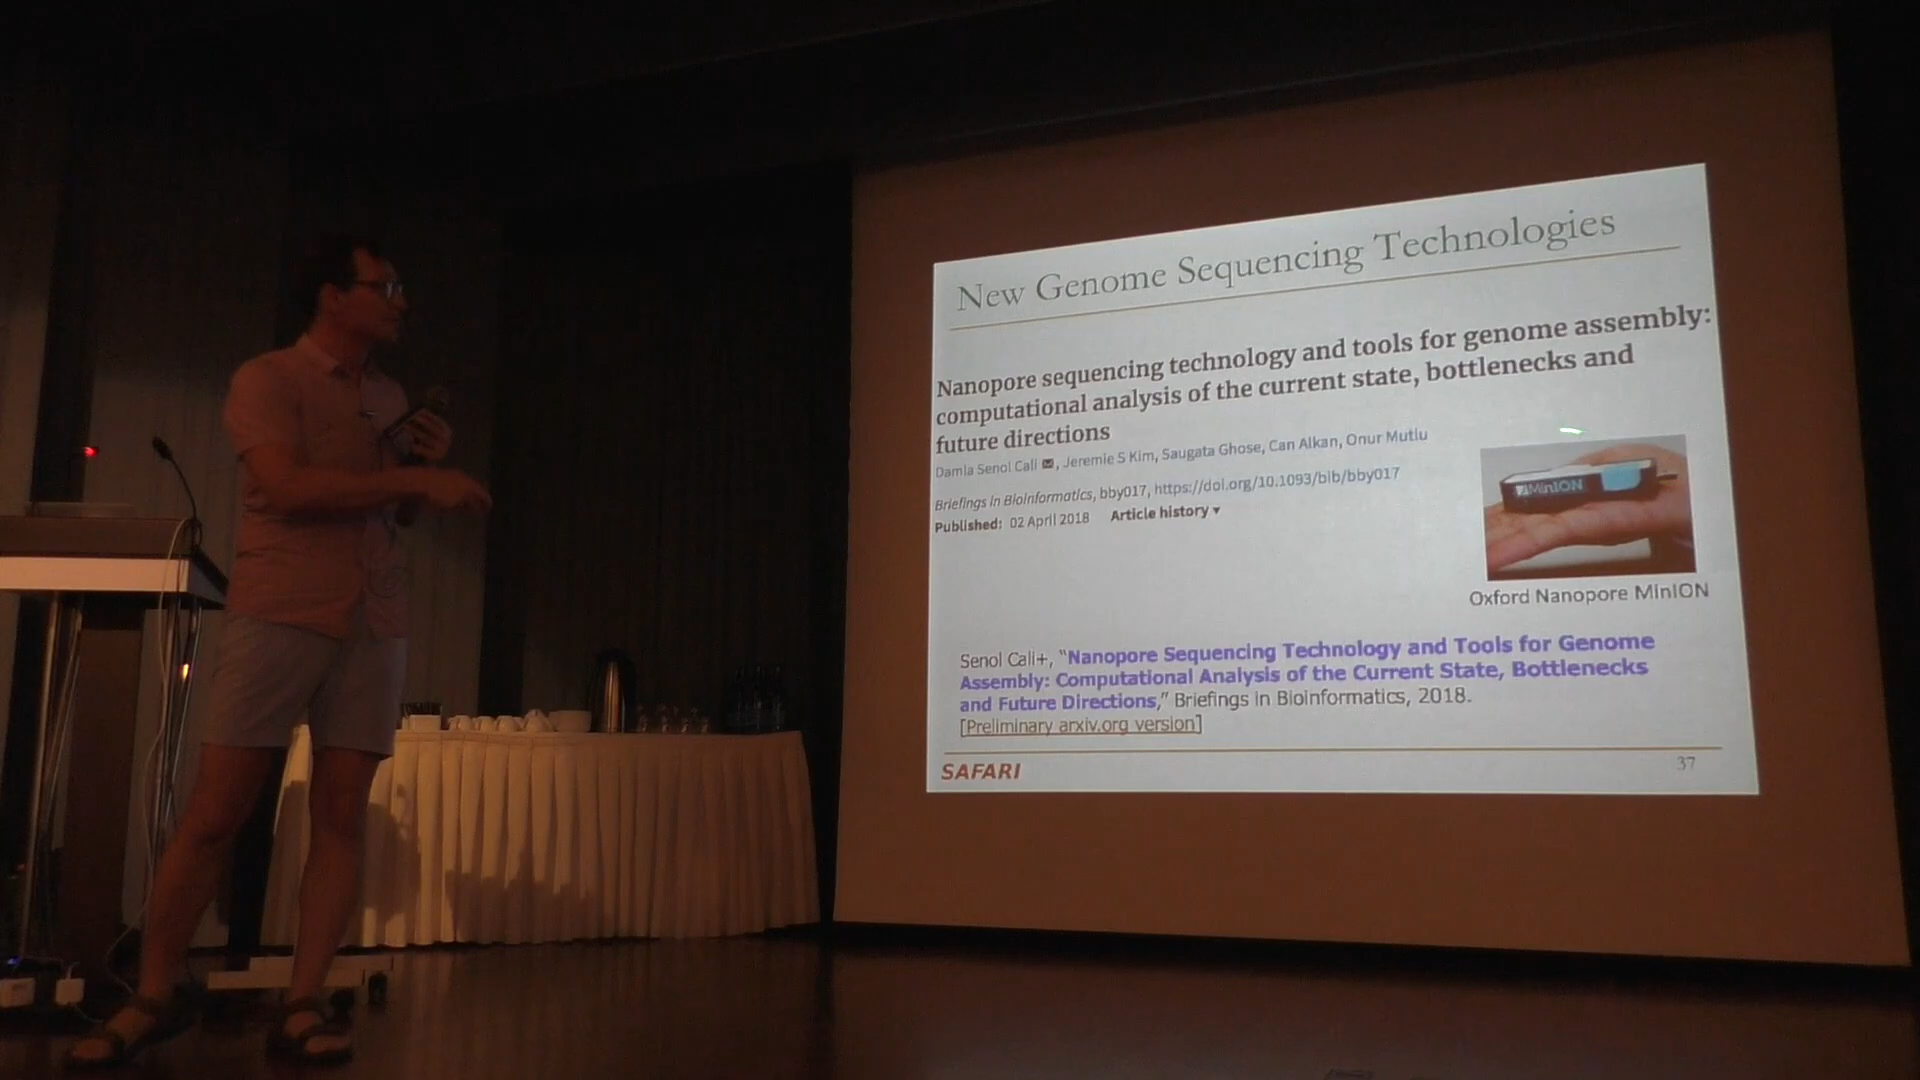 New Genome Sequencing Technologies
Nanopore sequencing technology and tools for genome assembly:
computational analysis of the current state, bottlenecks and
future directions
Damla Senol Cali ✉, Jeremie S Kim, Saugata Ghose, Can Alkan, Onur Mutlu
Briefings in Bioinformatics, bby017, https://doi.org/10.1093/bib/bby017
Published: 02 April 2018 Article history ▾
MinION
Oxford Nanopore MinION
Senol Cali+, "Nanopore Sequencing Technology and Tools for Genome
Assembly: Computational Analysis of the Current State, Bottlenecks
and Future Directions," Briefings in Bioinformatics, 2018.
[Preliminary arxiv.org version]
SAFARI
37